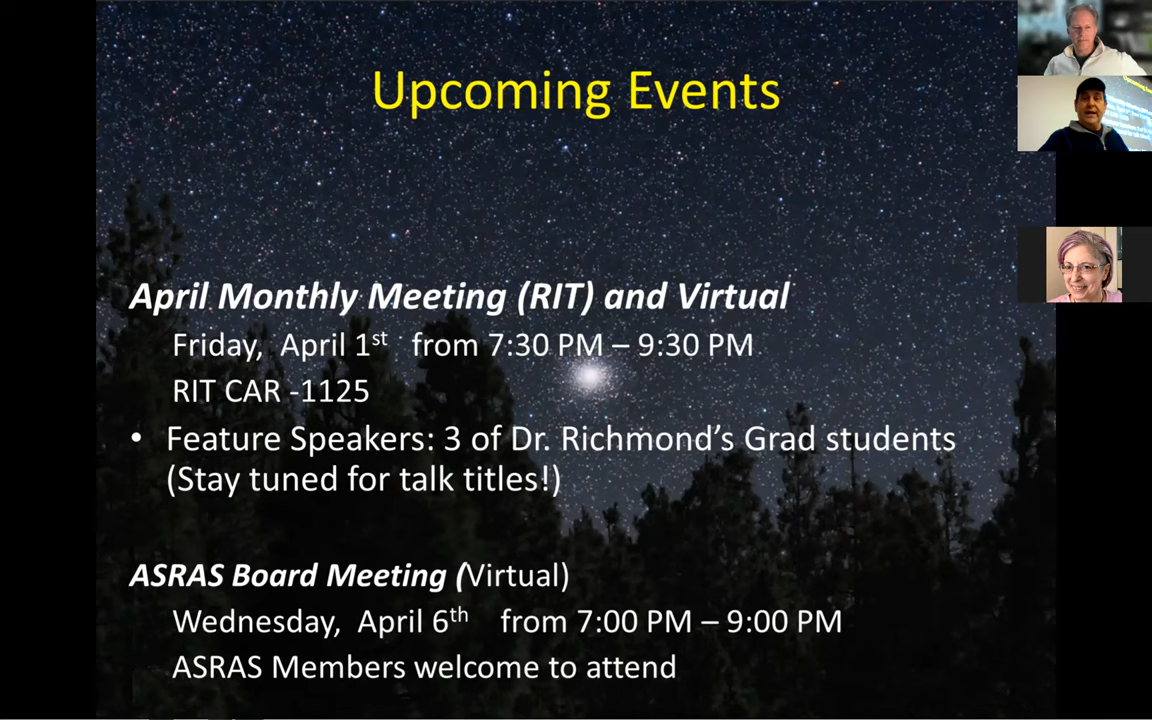 Upcoming Events
April Monthly Meeting (RIT) and Virtual
Friday, April 1st from 7:30 PM – 9:30 PM
RIT CAR -1125
• Feature Speakers: 3 of Dr. Richmond’s Grad students
(Stay tuned for talk titles!)
ASRAS Board Meeting (Virtual)
Wednesday, April 6th from 7:00 PM – 9:00 PM
ASRAS Members welcome to attend